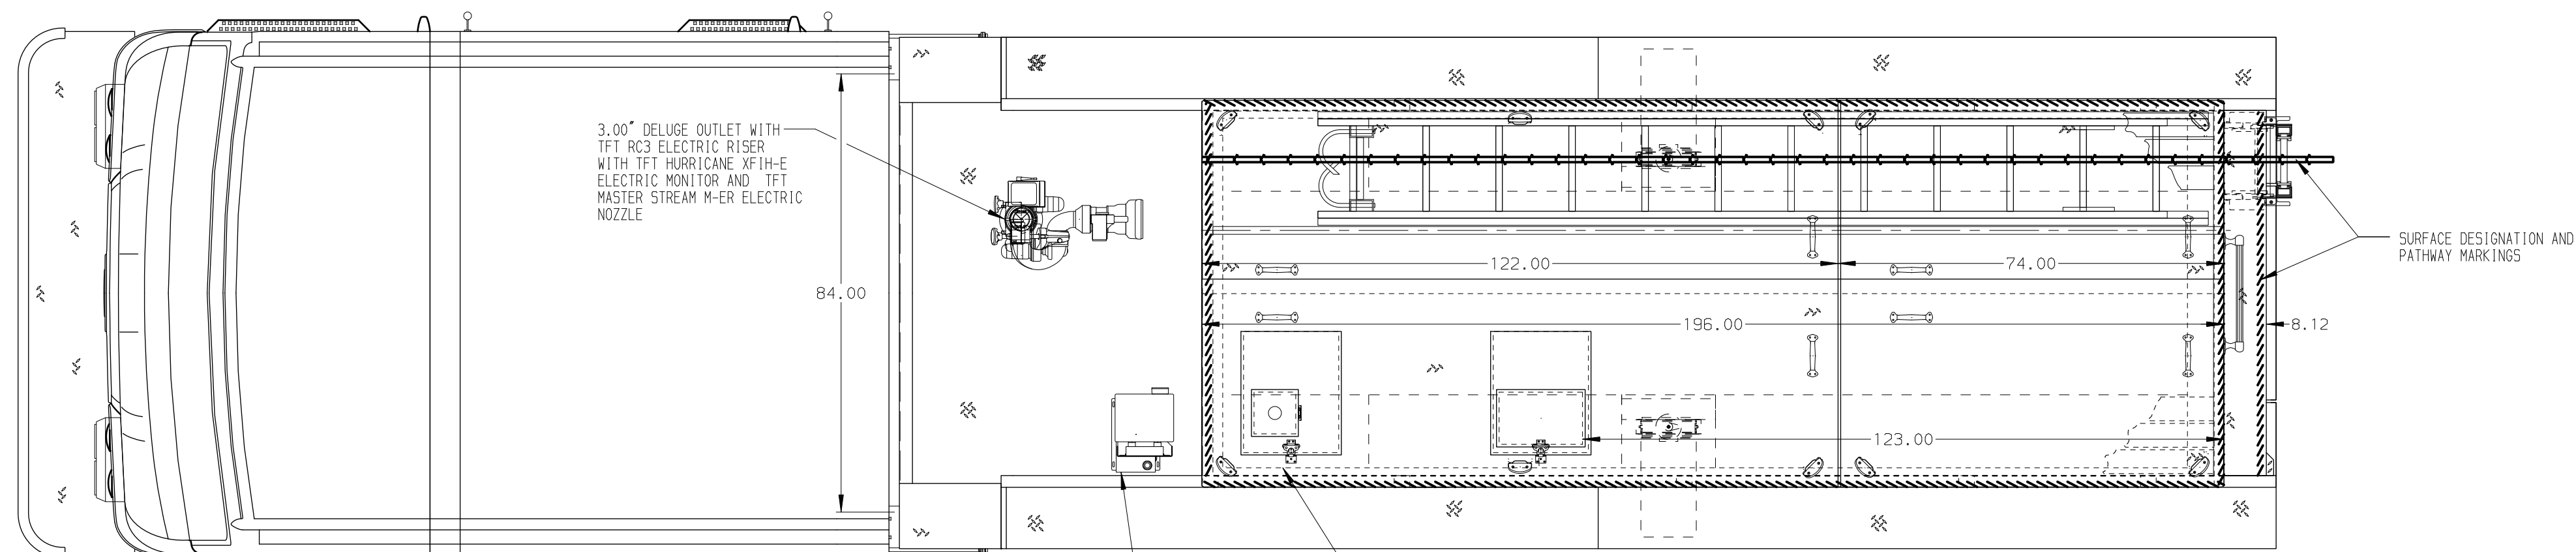 3.00" DELUGE OUTLET WITH
TFT RC3 ELECTRIC RISER
WITH TFT HURRICANE XFIH-E
ELECTRIC MONITOR AND TFT
MASTER STREAM M-ER ELECTRIC
NOZZLE
84.00
122.00
74.00
196.00
8.12
123.00
SURFACE DESIGNATION AND
PATHWAY MARKINGS